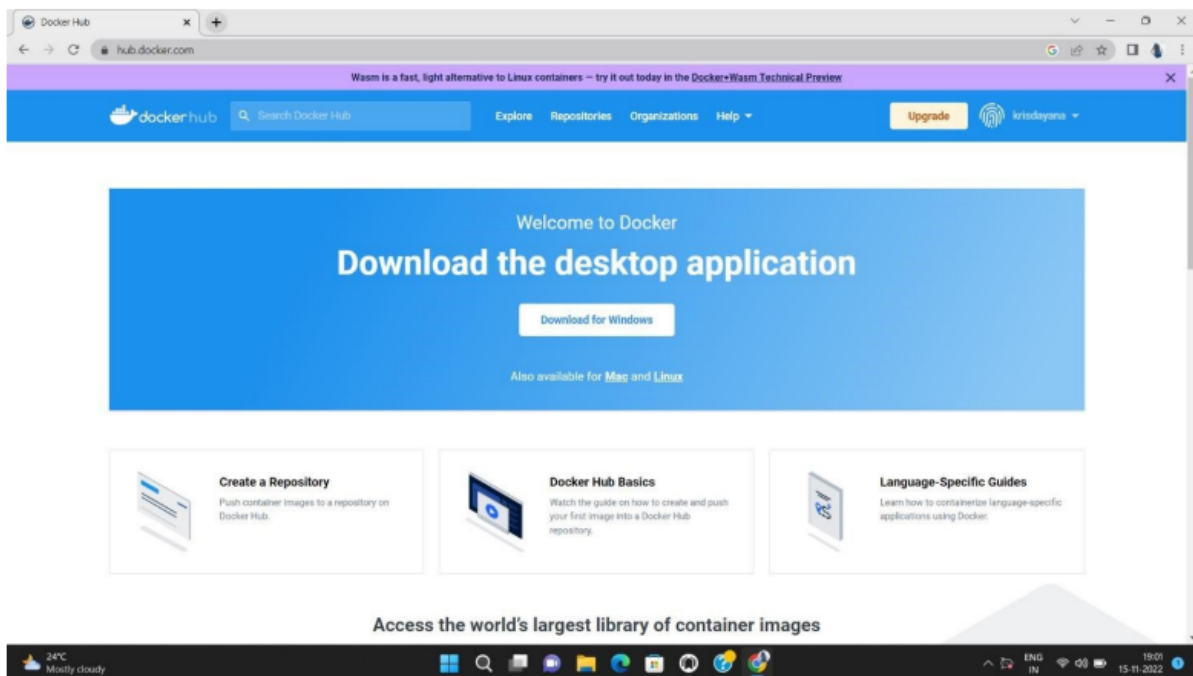 Docker Hub
hub.docker.com
Wasm is a fast, light alternative to Linux containers — try it out today in the Docker+Wasm Technical Preview
dockerhub
Search Docker Hub
Explore
Repositories
Organizations
Help
Upgrade
krisdayana
Welcome to Docker
Download the desktop application
Download for Windows
Also available for Mac and Linux
Create a Repository
Push container images to a repository on
Docker Hub.
Docker Hub Basics
Watch the guide on how to create and push
your first image into a Docker Hub
repository.
Language-Specific Guides
Learn how to containerize language-specific
applications using Docker.
Access the world's largest library of container images
24°C
Mostly cloudy
ENG
IN
19:01
15-11-2022